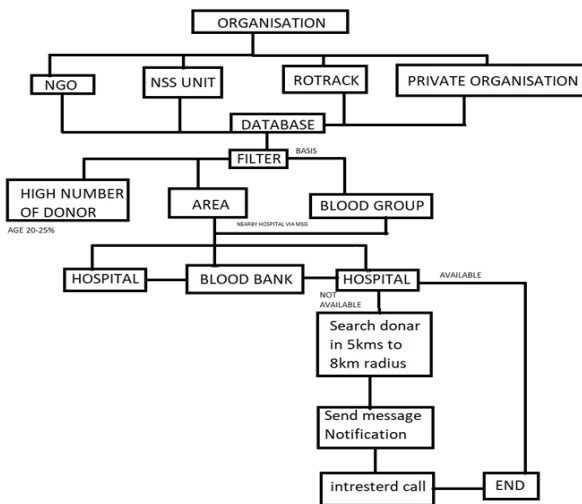 ORGANISATION
NGO
NSS UNIT
ROTRACK
PRIVATE ORGANISATION
DATABASE
FILTER
BASIS
HIGH NUMBER
OF DONOR
AREA
BLOOD GROUP
AGE 20-25%
NEARBY HOSPITAL VIA MSG
HOSPITAL
BLOOD BANK
HOSPITAL
AVAILABLE
NOT
AVAILABLE
Search donar
in 5kms to
8km radius
Send message
Notification
intresterd call
END